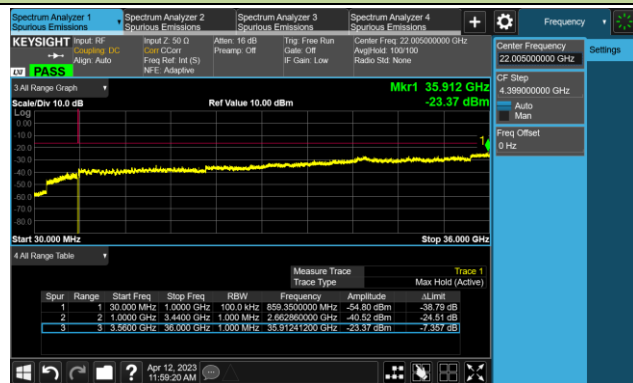 Spectrum Analyzer 1
Spurious Emissions
Spectrum Analyzer 2
Spurious Emissions
Spectrum Analyzer 3
Spurious Emissions
Spectrum Analyzer 4
Spurious Emissions
Frequency
KEYSIGHT
Input: RF
Coupling: DC
Align: Auto
Input Z: 50 Ω
Corr CCorr
Freq Ref: Int (S)
NFE: Adaptive
Atten: 16 dB
Preamp: Off
Trig: Free Run
Gate: Off
IF Gain: Low
Center Freq: 22.005000000 GHz
Avg|Hold: 100/100
Radio Std: None
LXI PASS
Center Frequency
22.005000000 GHz
Settings
CF Step
4.399000000 GHz
Auto
Man
Freq Offset
0 Hz
3 All Range Graph
Mkr1 35.912 GHz
Scale/Div 10.0 dB
Ref Value 10.00 dBm
-23.37 dBm
Log
0.00
-10.0
-20.0
-30.0
-40.0
-50.0
-60.0
-70.0
-80.0
1
Start 30.000 MHz
Stop 36.000 GHz
4 All Range Table
Measure Trace Trace 1
Trace Type Max Hold (Active)
Spur Range Start Freq Stop Freq RBW Frequency Amplitude ΔLimit
1 1 30.000 MHz 1.0000 GHz 100.0 kHz 859.3500000 MHz -54.80 dBm -38.79 dB
2 2 1.0000 GHz 3.4400 GHz 1.000 MHz 2.662860000 GHz -40.52 dBm -24.51 dB
3 3 3.5600 GHz 36.000 GHz 1.000 MHz 35.91241200 GHz -23.37 dBm -7.357 dB
?
Apr 12, 2023
11:59:20 AM